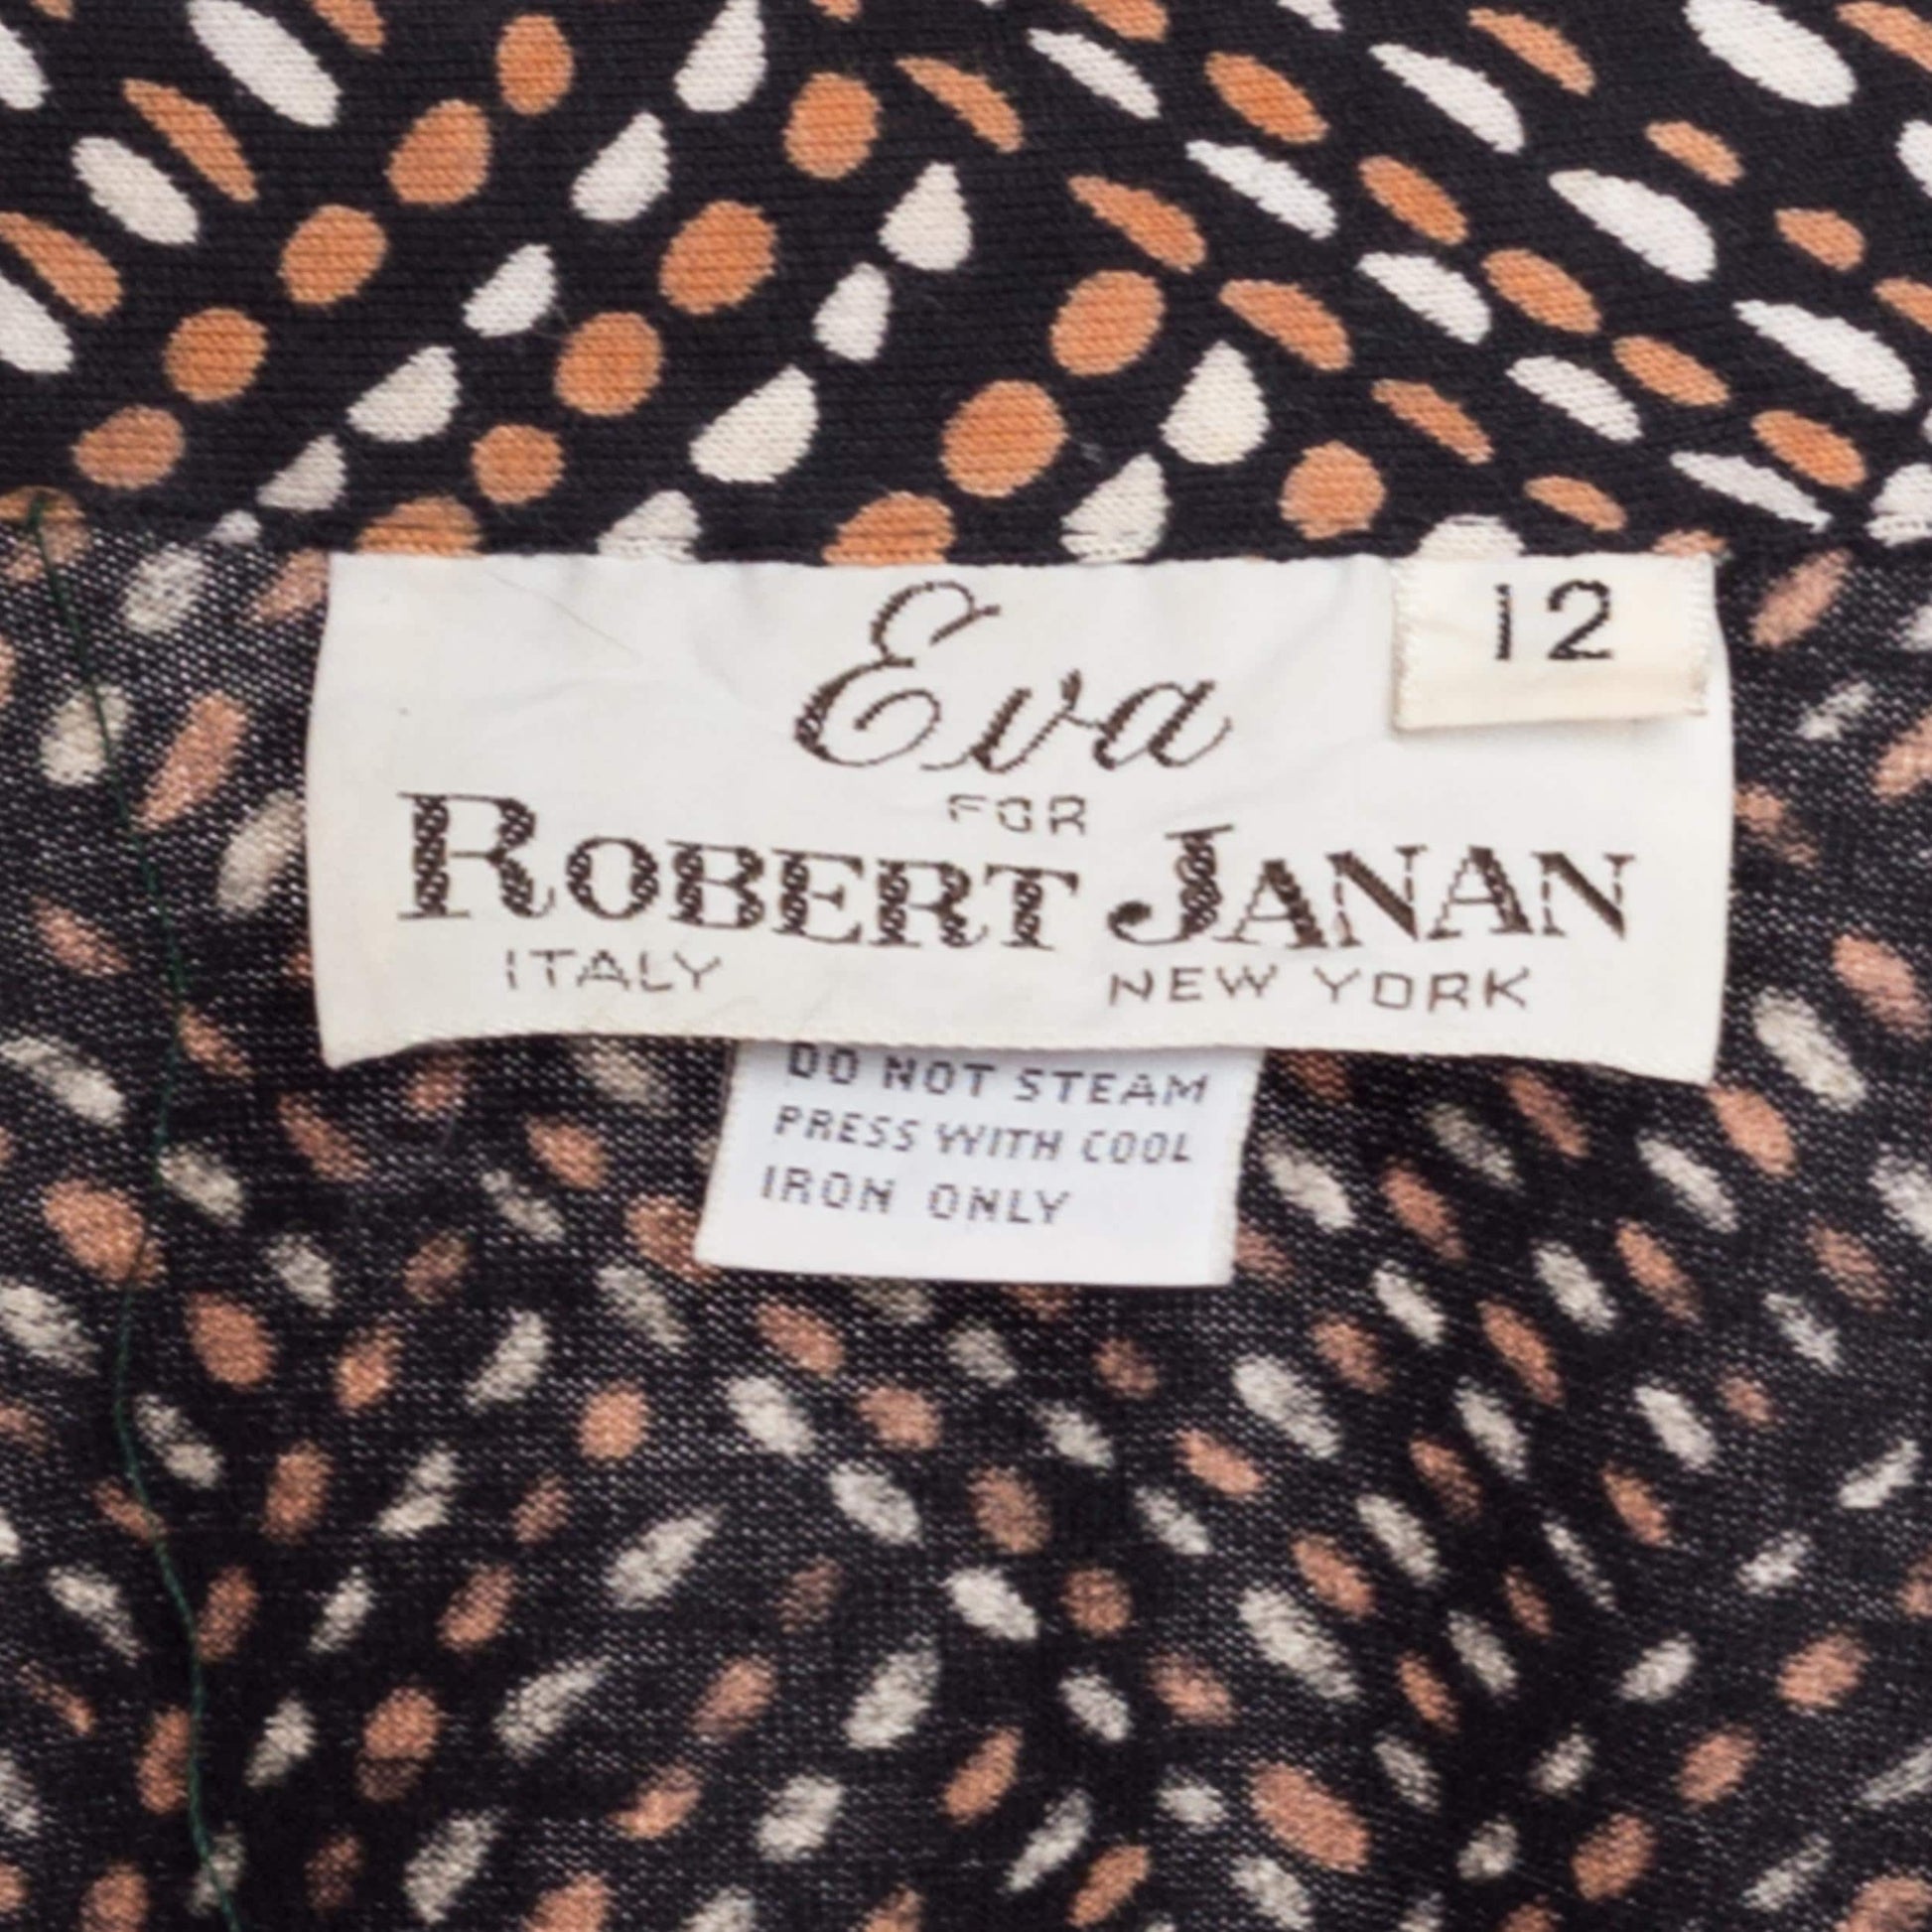 Eva
12
FOR
ROBERT JANAN
ITALY NEW YORK
DO NOT STEAM
PRESS WITH COOL
IRON ONLY